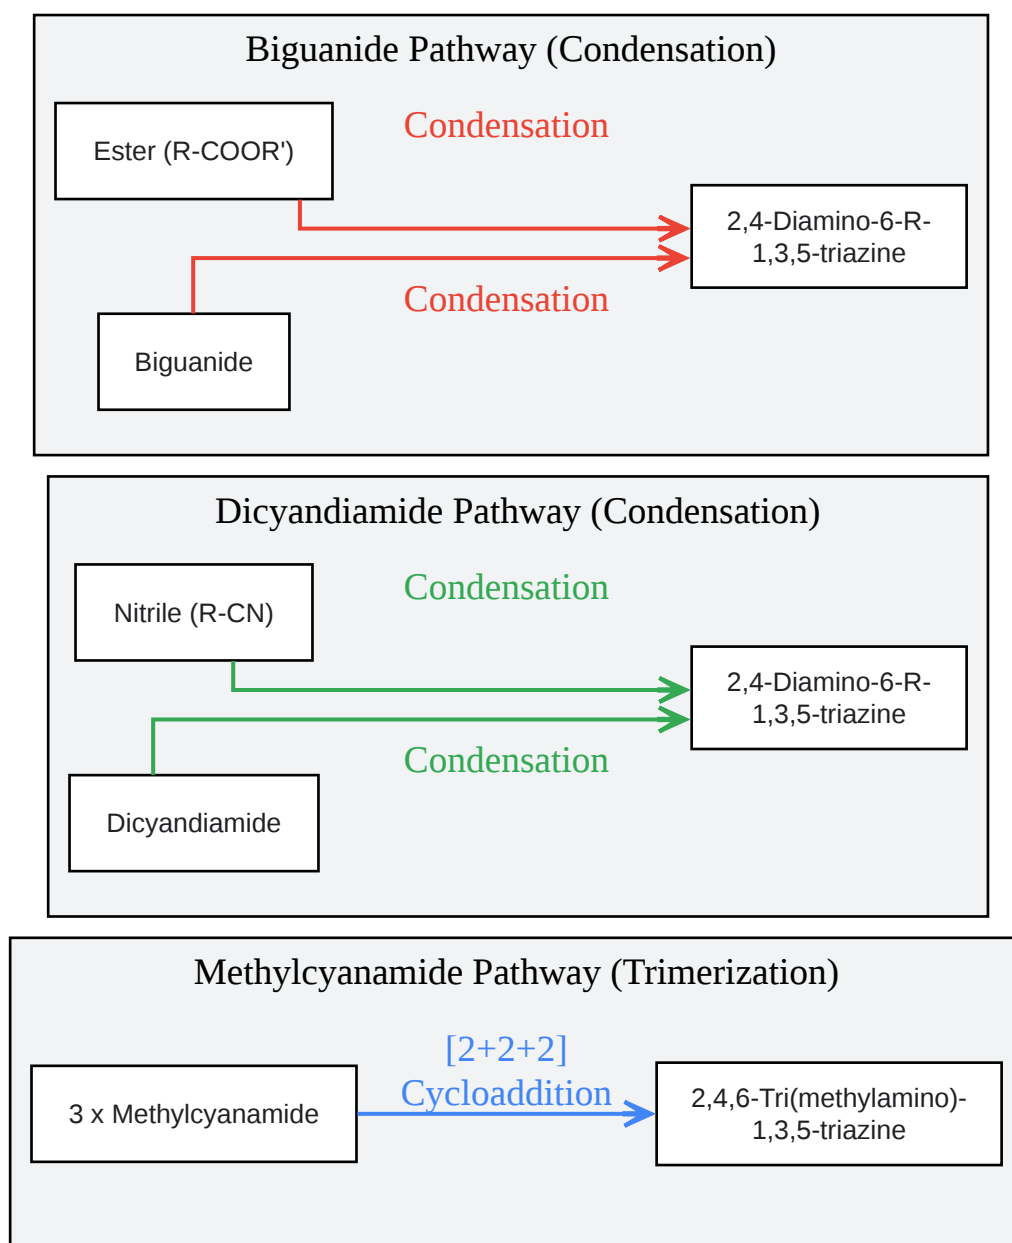 Biguanide Pathway (Condensation)
Condensation
Ester (R-COOR')
2,4-Diamino-6-R-
1,3,5-triazine
Condensation
Biguanide
Dicyandiamide Pathway (Condensation)
Condensation
Nitrile (R-CN)
2,4-Diamino-6-R-
1,3,5-triazine
Condensation
Dicyandiamide
Methylcyanamide Pathway (Trimerization)
[2+2+2]
Cycloaddition
3 x Methylcyanamide
2,4,6-Tri(methylamino)-
1,3,5-triazine